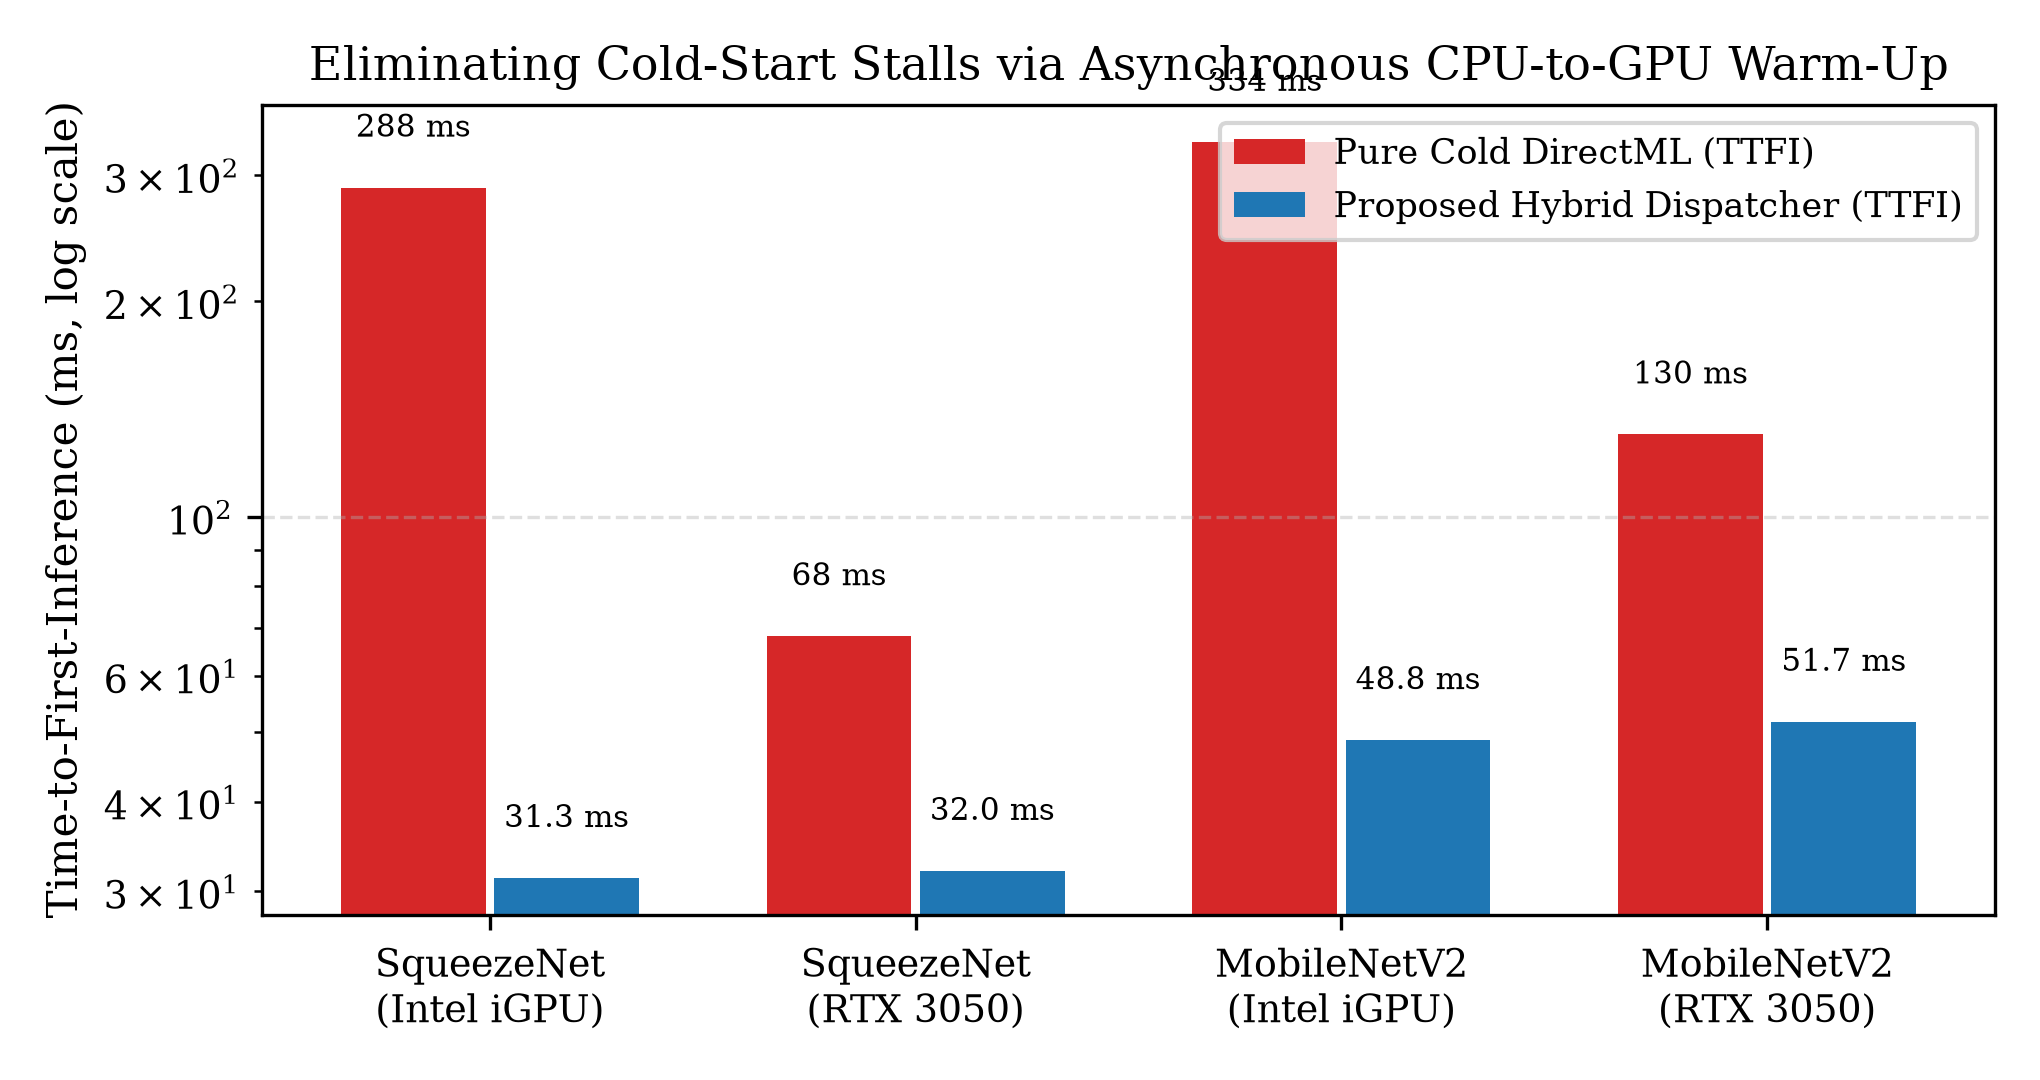 Eliminating Cold-Start Stalls via Asynchronous CPU-to-GPU Warm-Up
Time-to-First-Inference (ms, log scale)
3 × 10²
2 × 10²
10²
6 × 10¹
4 × 10¹
3 × 10¹
288 ms
31.3 ms
68 ms
32.0 ms
334 ms
48.8 ms
130 ms
51.7 ms
Pure Cold DirectML (TTFI)
Proposed Hybrid Dispatcher (TTFI)
SqueezeNet
(Intel iGPU)
SqueezeNet
(RTX 3050)
MobileNetV2
(Intel iGPU)
MobileNetV2
(RTX 3050)